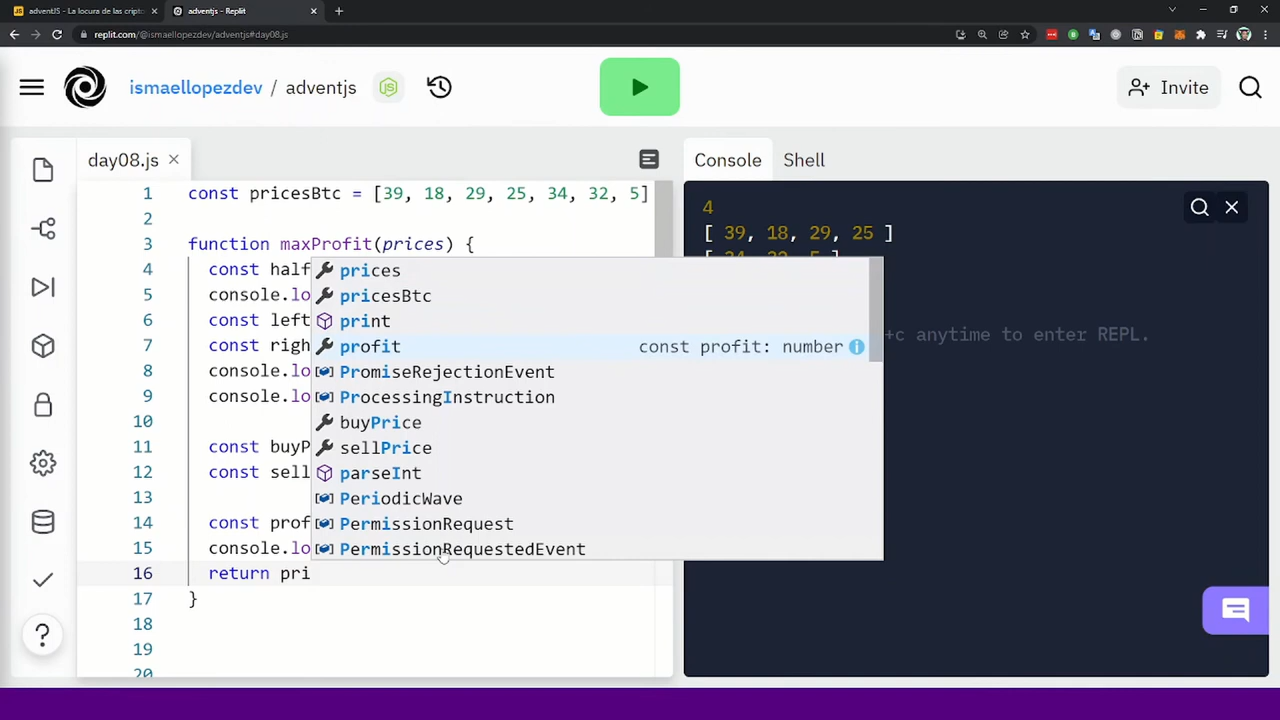 adventJS - La locura de las cripto
adventjs - Replit
replit.com/@ismaellopezdev/adventjs#day08.js
ismaellopezdev / adventjs
Invite
day08.js
1 const pricesBtc = [39, 18, 29, 25, 34, 32, 5]
2
3 function maxProfit(prices) {
4 const half
5 console.lo
6 const left
7 const righ
8 console.lo
9 console.lo
10
11 const buyP
12 const sell
13
14 const prof
15 console.lo
16 return pri
17 }
18
19
20
prices
pricesBtc
print
profit const profit: number
PromiseRejectionEvent
ProcessingInstruction
buyPrice
sellPrice
parseInt
PeriodicWave
PermissionRequest
PermissionRequestedEvent
Console Shell
4
[ 39, 18, 29, 25 ]
[ 34, 32, 5 ]
+c anytime to enter REPL.
?